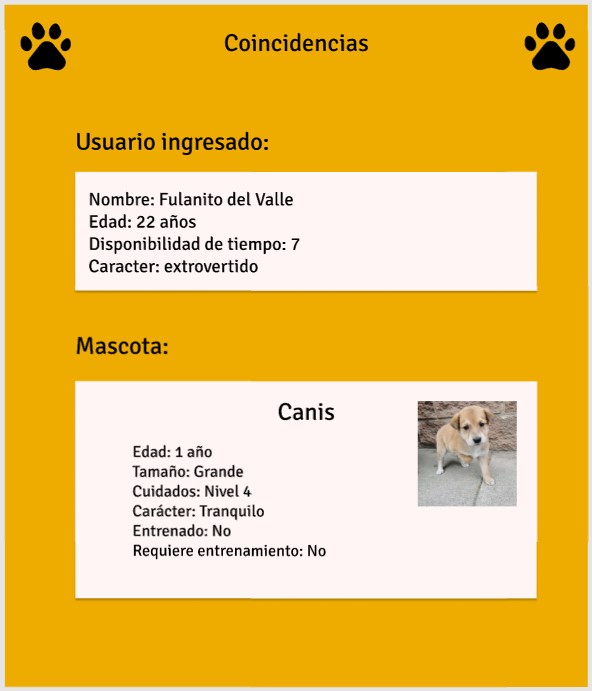 Coincidencias
Usuario ingresado:
Nombre: Fulanito del Valle
Edad: 22 años
Disponibilidad de tiempo: 7
Caracter: extrovertido
Mascota:
Canis
Edad: 1 año
Tamaño: Grande
Cuidados: Nivel 4
Carácter: Tranquilo
Entrenado: No
Requiere entrenamiento: No